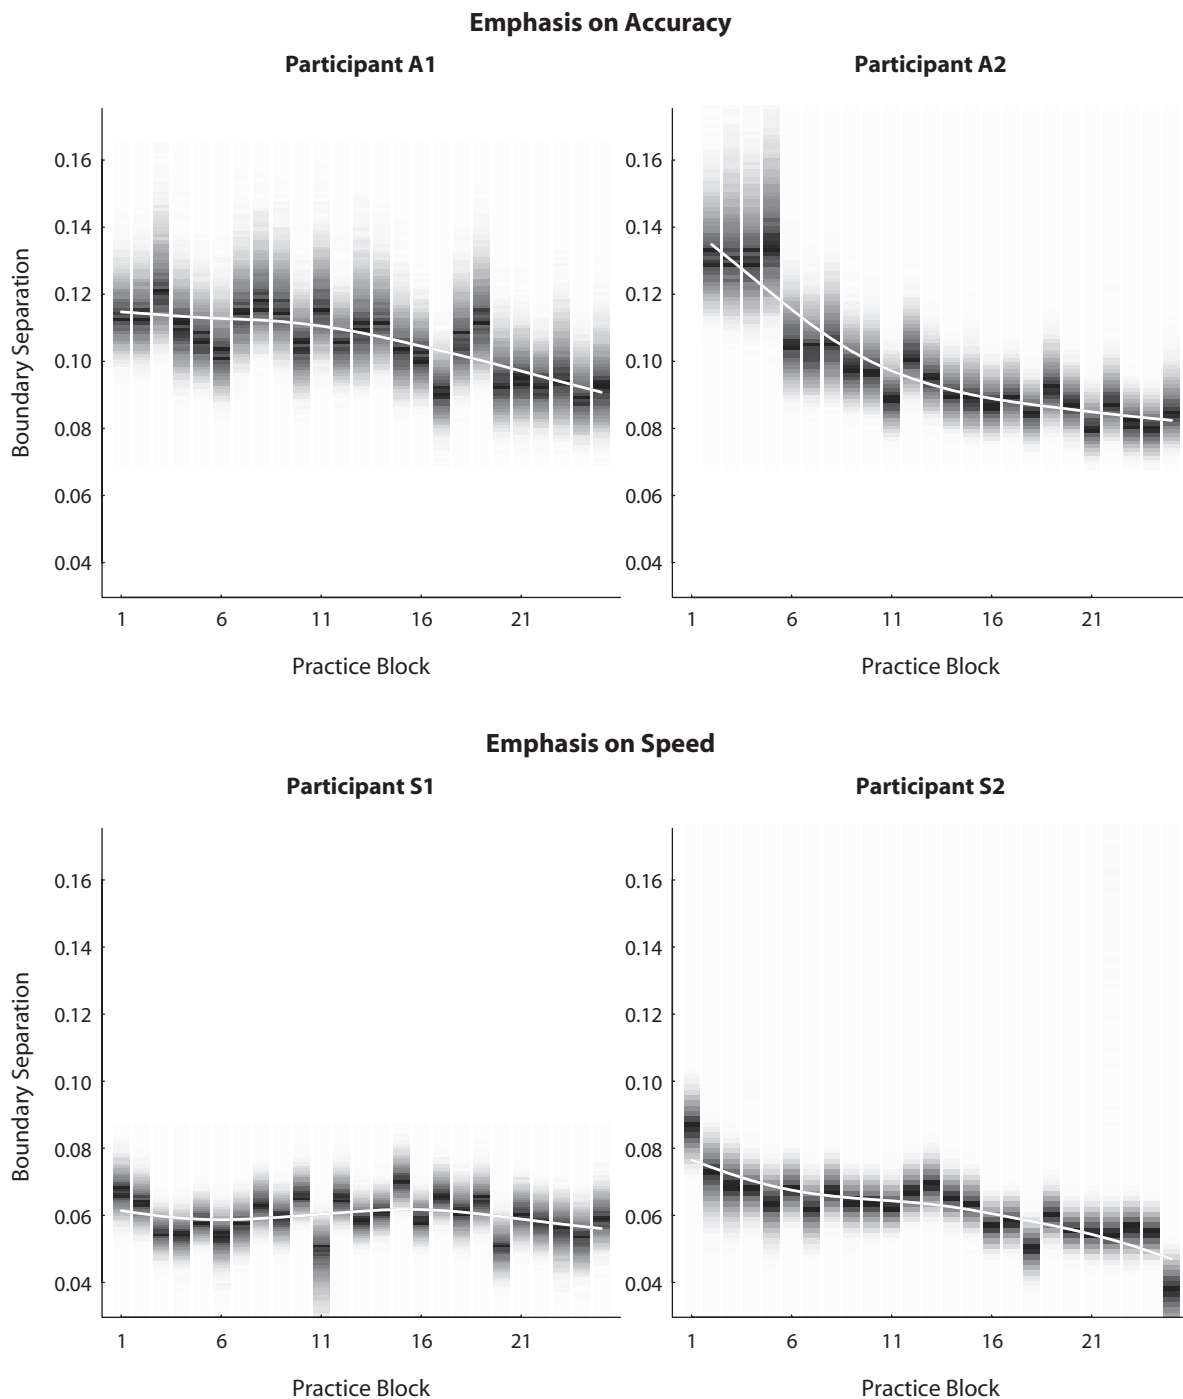 Emphasis on Accuracy
Participant A1
Participant A2
Boundary Separation
0.16
0.14
0.12
0.10
0.08
0.06
0.04
1 6 11 16 21
Practice Block
0.16
0.14
0.12
0.10
0.08
0.06
0.04
1 6 11 16 21
Practice Block
Emphasis on Speed
Participant S1
Participant S2
Boundary Separation
0.16
0.14
0.12
0.10
0.08
0.06
0.04
1 6 11 16 21
Practice Block
0.16
0.14
0.12
0.10
0.08
0.06
0.04
1 6 11 16 21
Practice Block